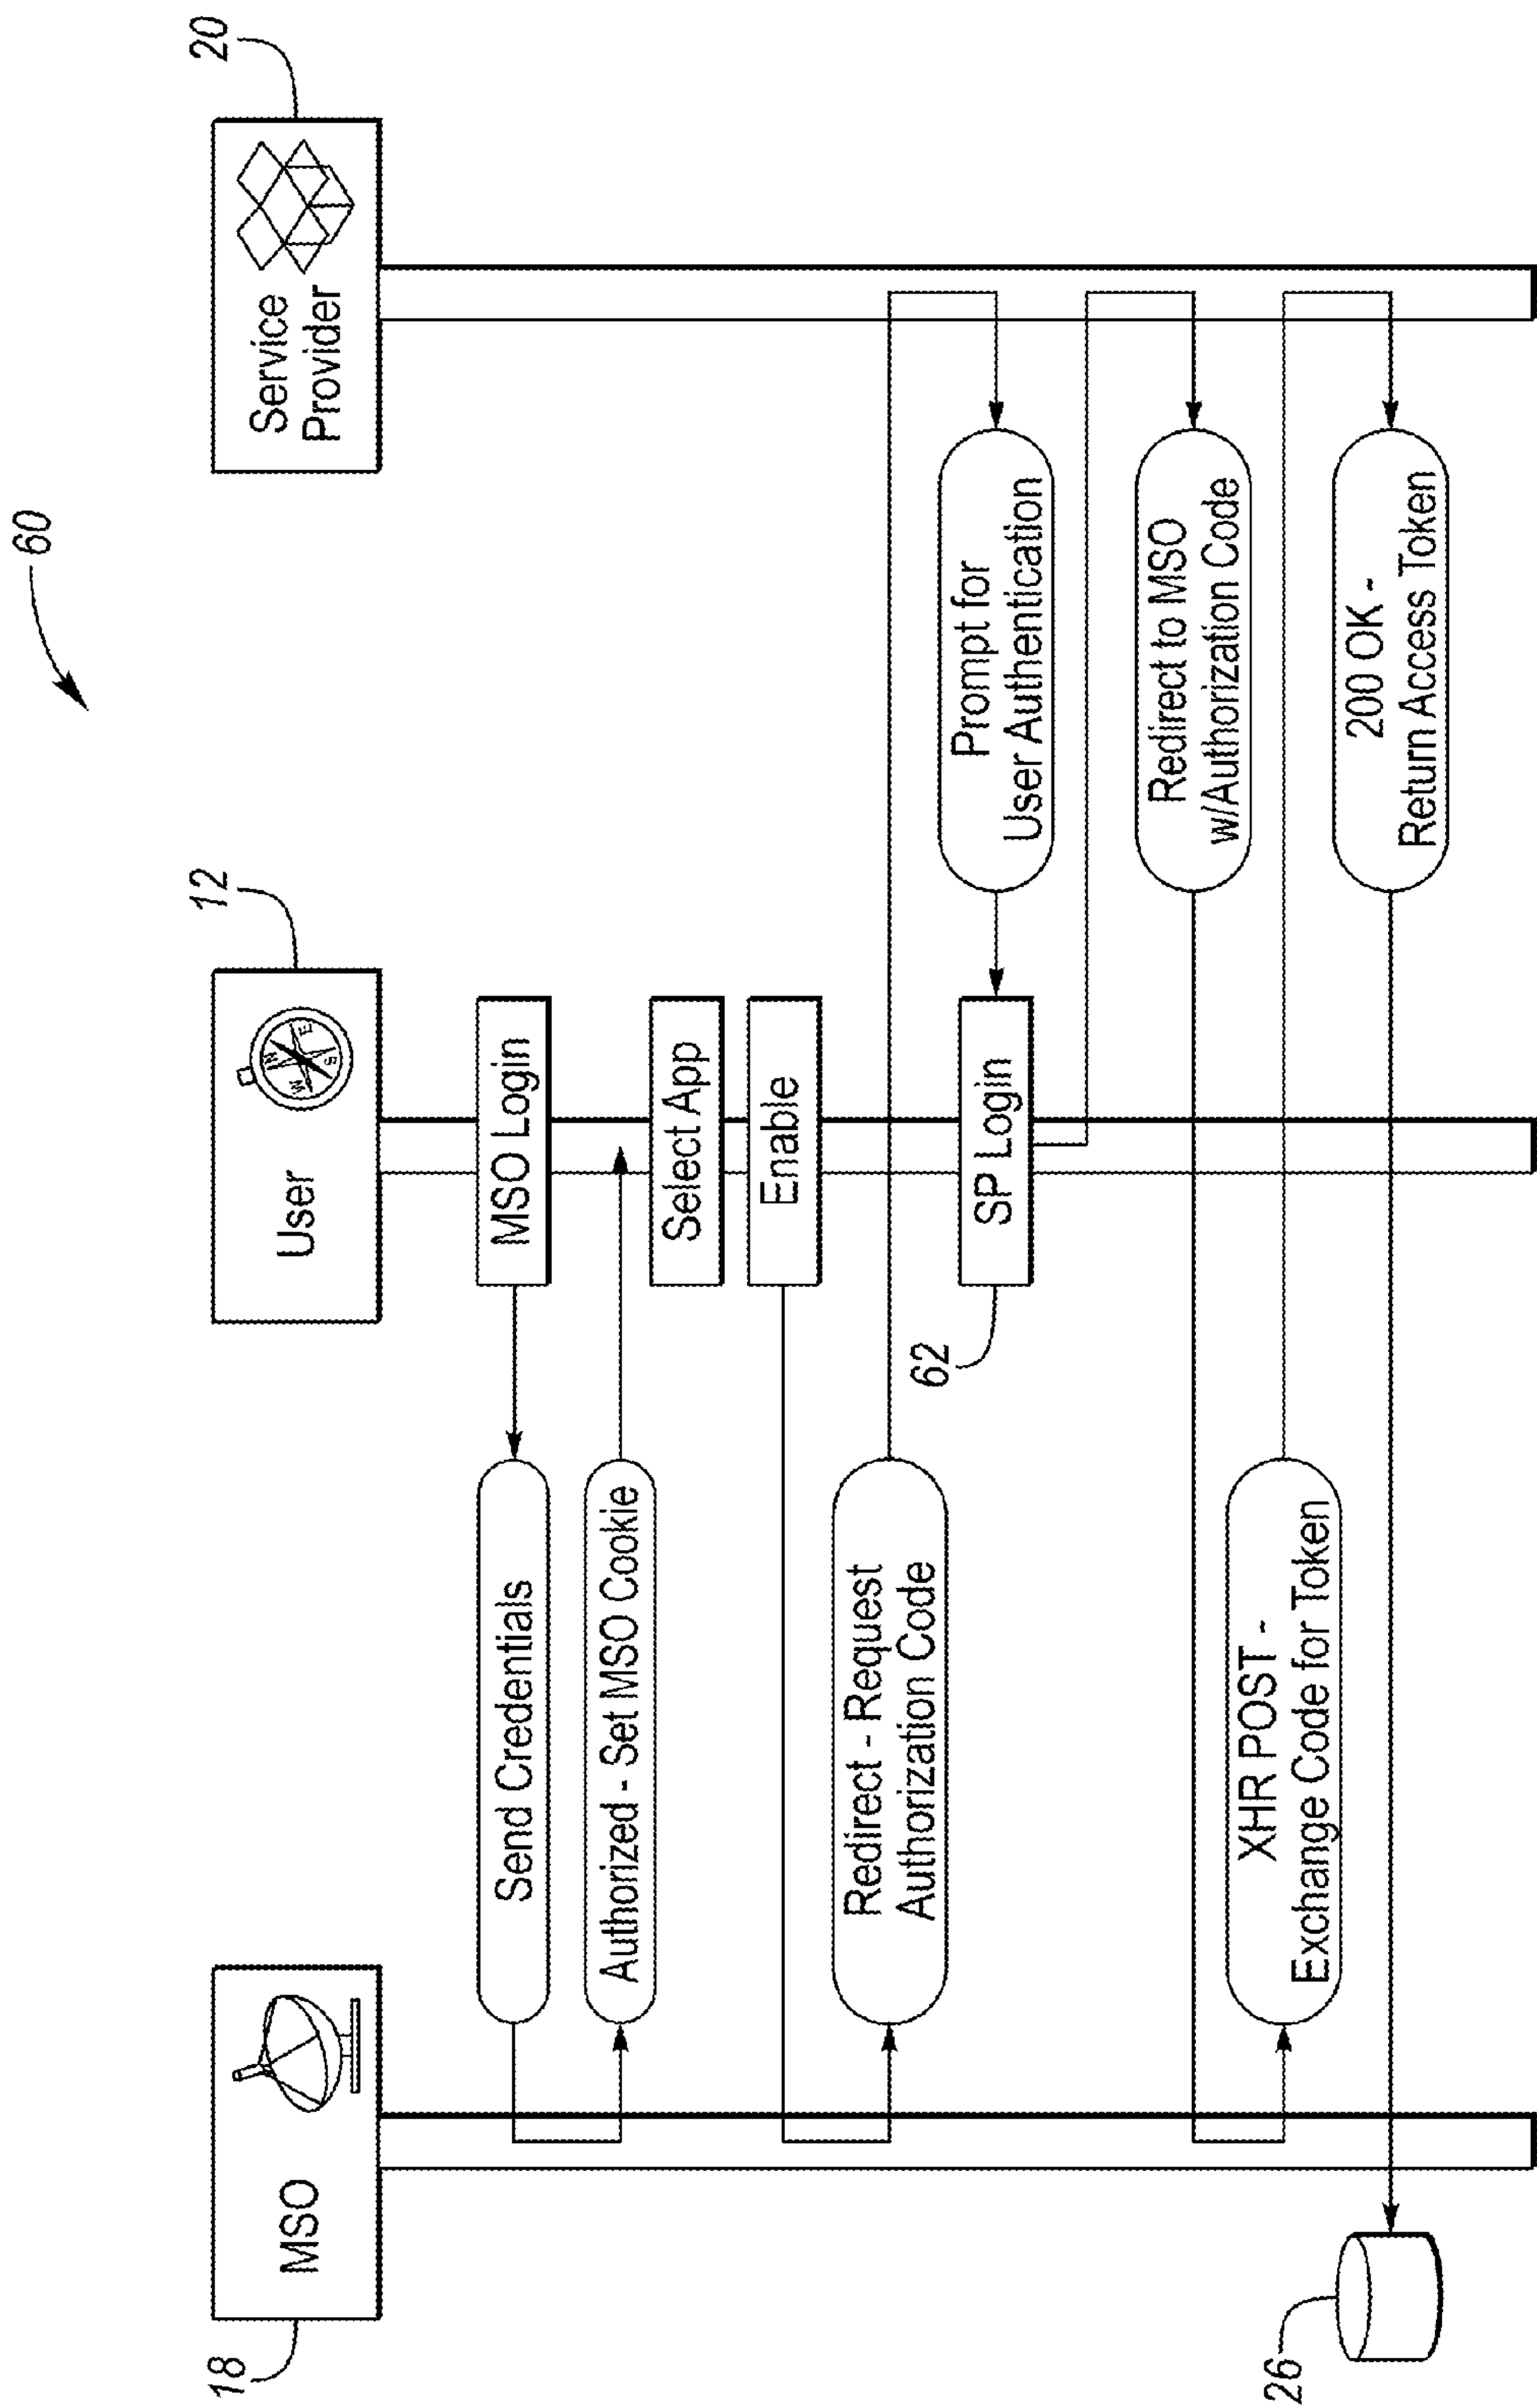 60
18
MSO
12
User
N
E
S
W
20
Service
Provider
MSO Login
Send Credentials
Authorized - Set MSO Cookie
Select App
Enable
Redirect - Request
Authorization Code
Prompt for
User Authentication
62
SP Login
Redirect to MSO
w/Authorization Code
XHR POST -
Exchange Code for Token
200 OK -
Return Access Token
26